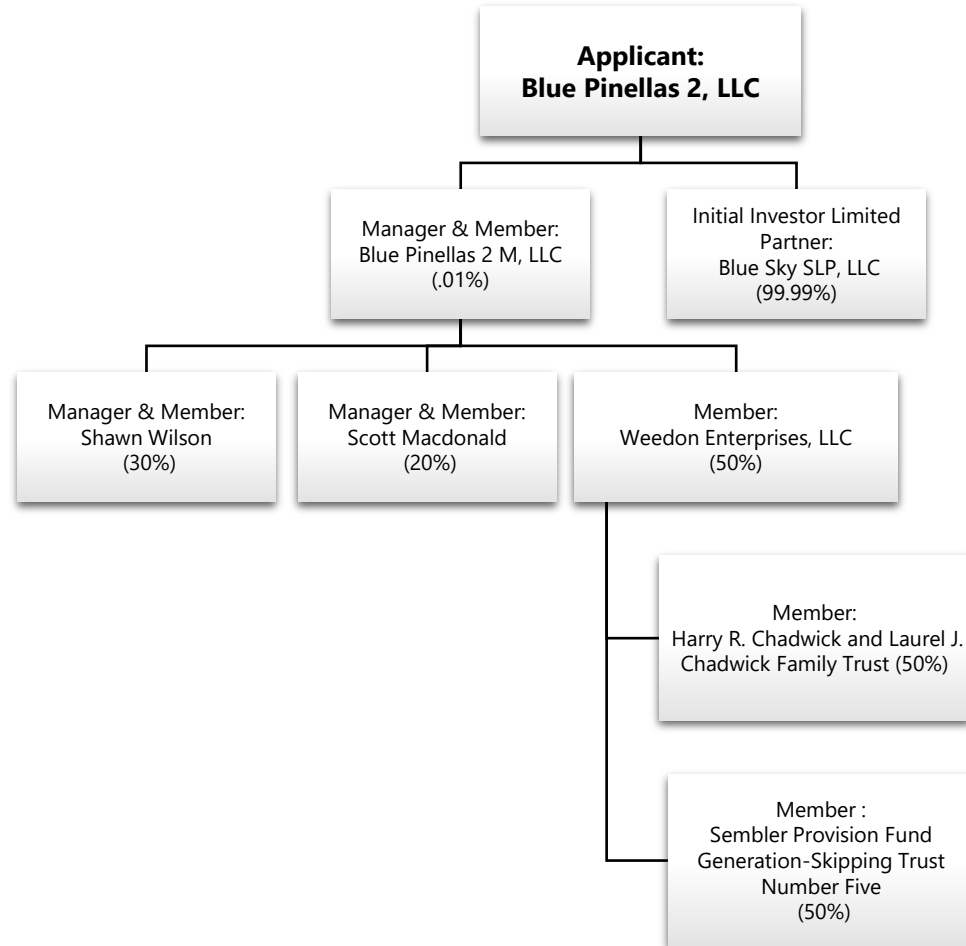 Applicant:
Blue Pinellas 2, LLC
Manager & Member:
Blue Pinellas 2 M, LLC
(.01%)
Initial Investor Limited
Partner:
Blue Sky SLP, LLC
(99.99%)
Manager & Member:
Shawn Wilson
(30%)
Manager & Member:
Scott Macdonald
(20%)
Member:
Weedon Enterprises, LLC
(50%)
Member:
Harry R. Chadwick and Laurel J.
Chadwick Family Trust (50%)
Member :
Sembler Provision Fund
Generation-Skipping Trust
Number Five
(50%)